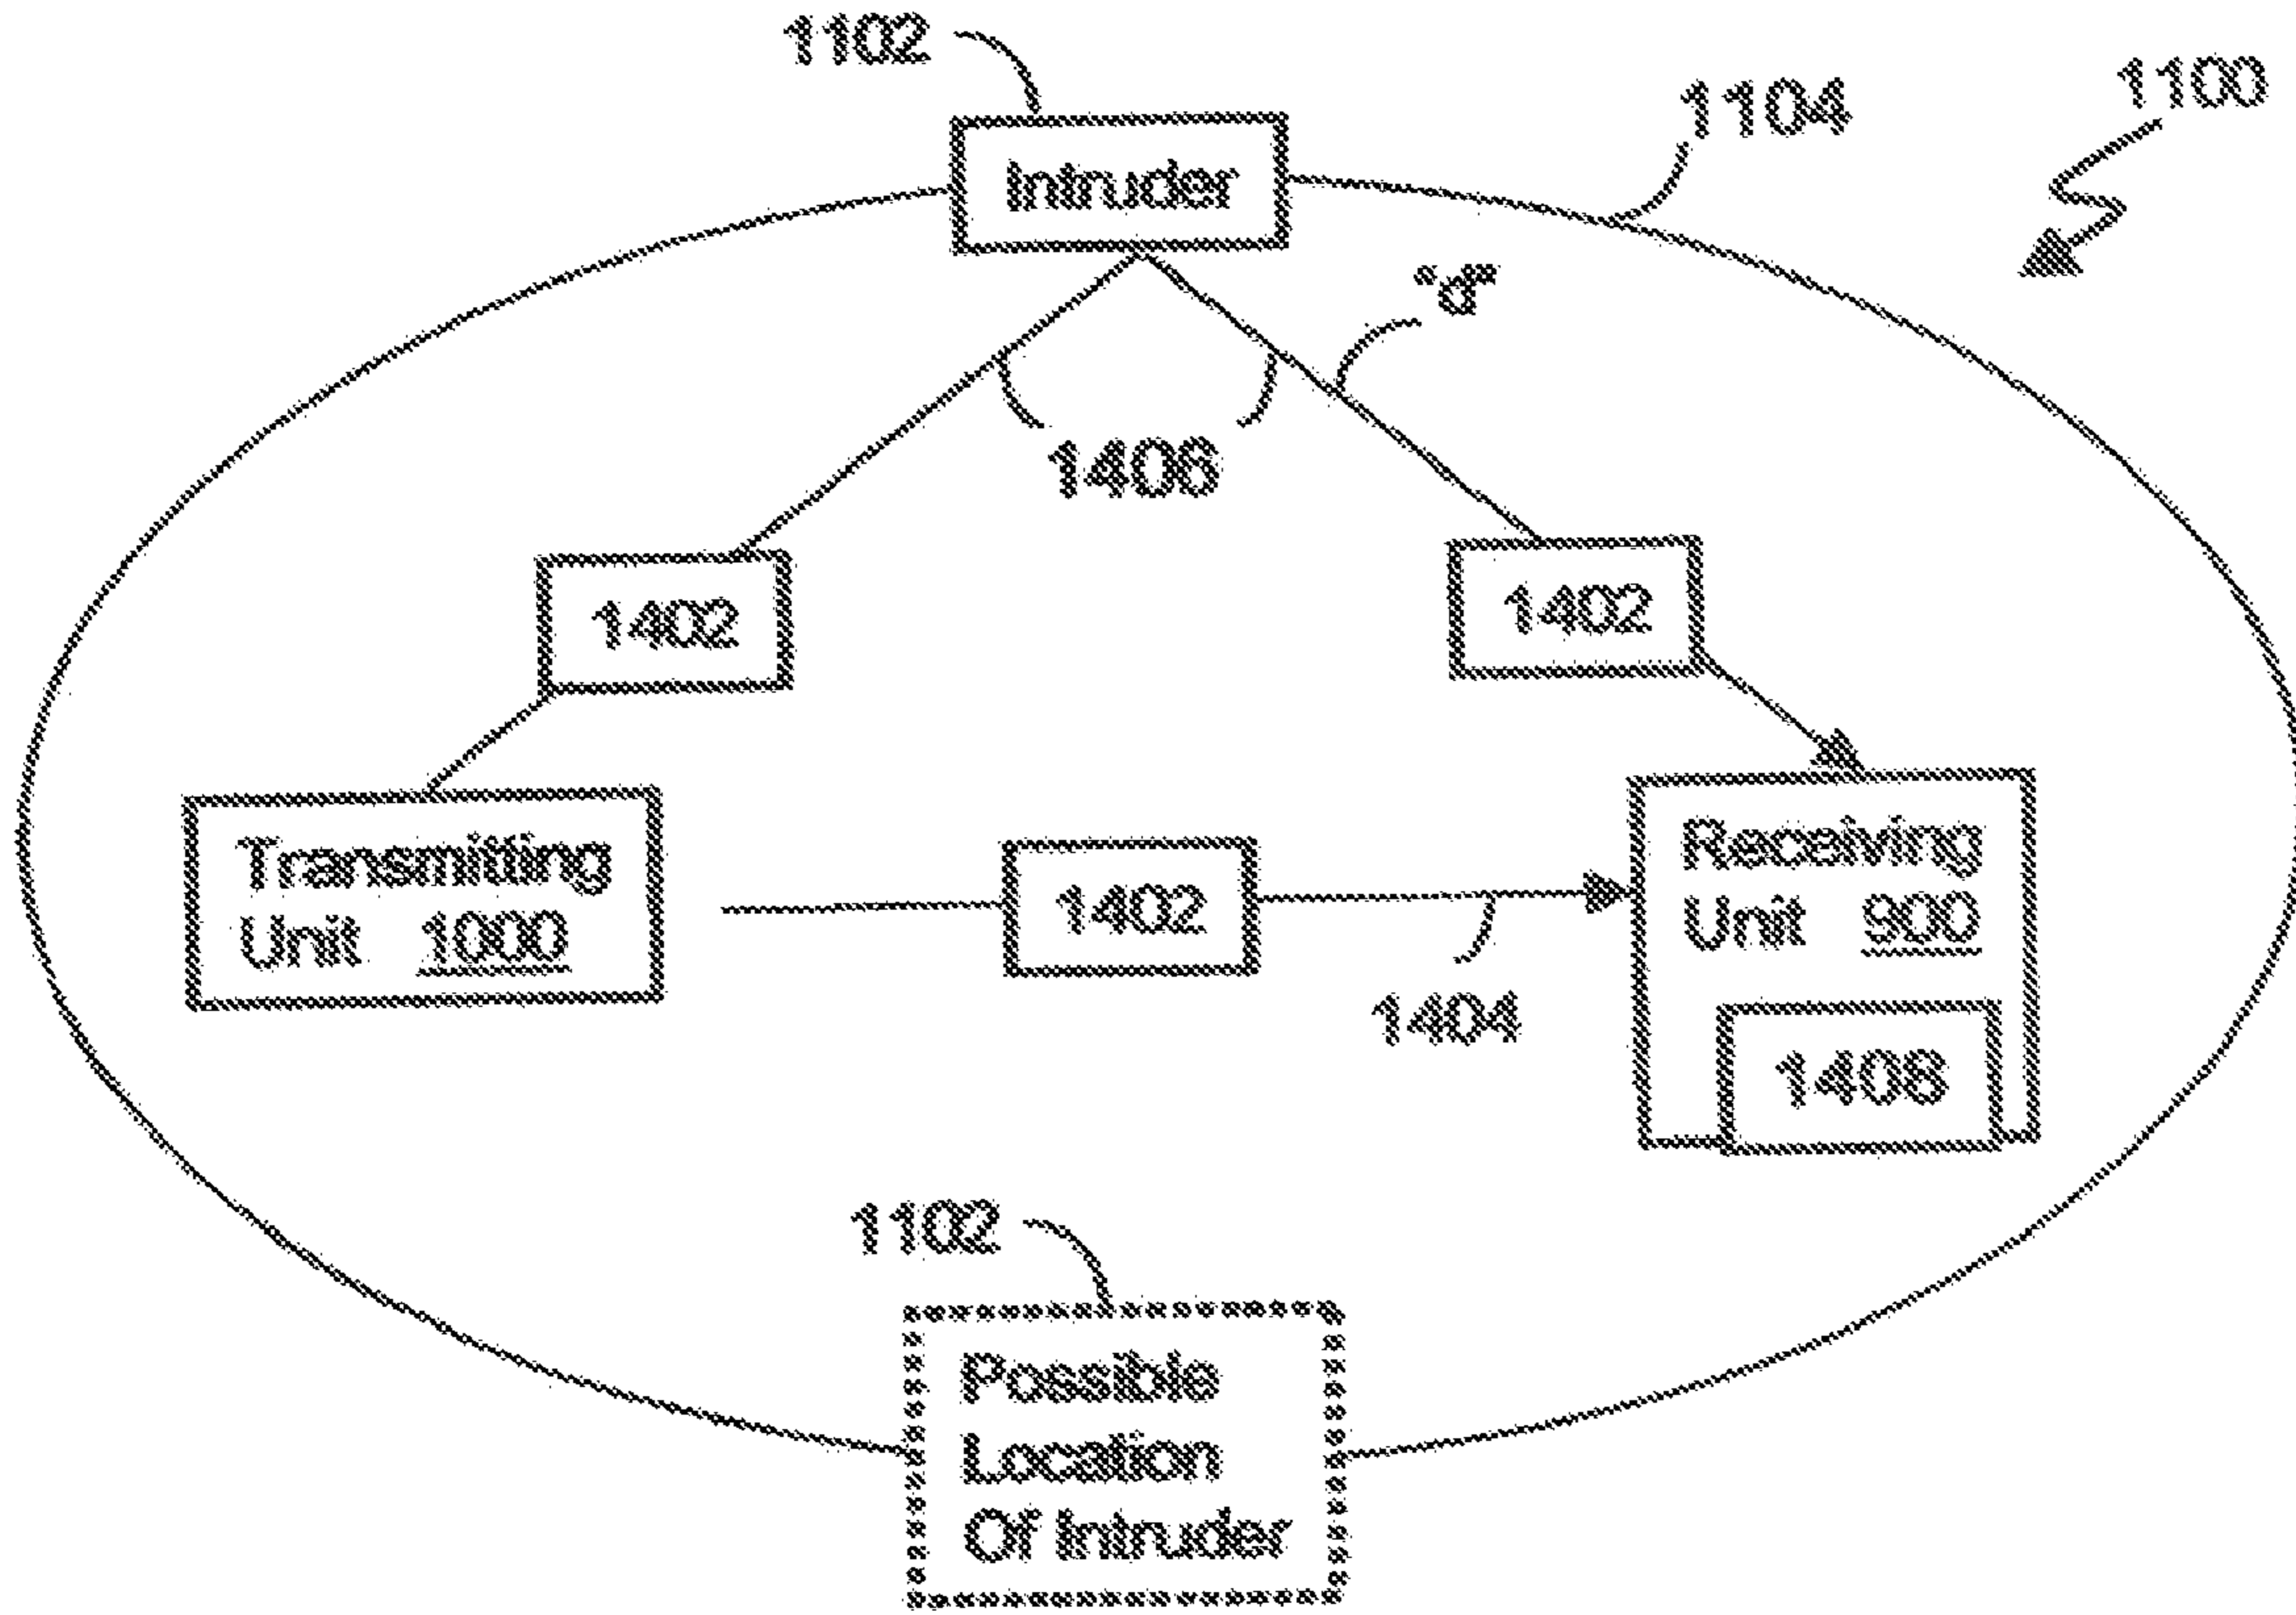 1102
1104
1100
Intruder
"d"
1406
1402
1402
Transmitting
Unit 1000
1402
Receiving
Unit 900
1404
1408
1102
Possible
Location
Of Intruder